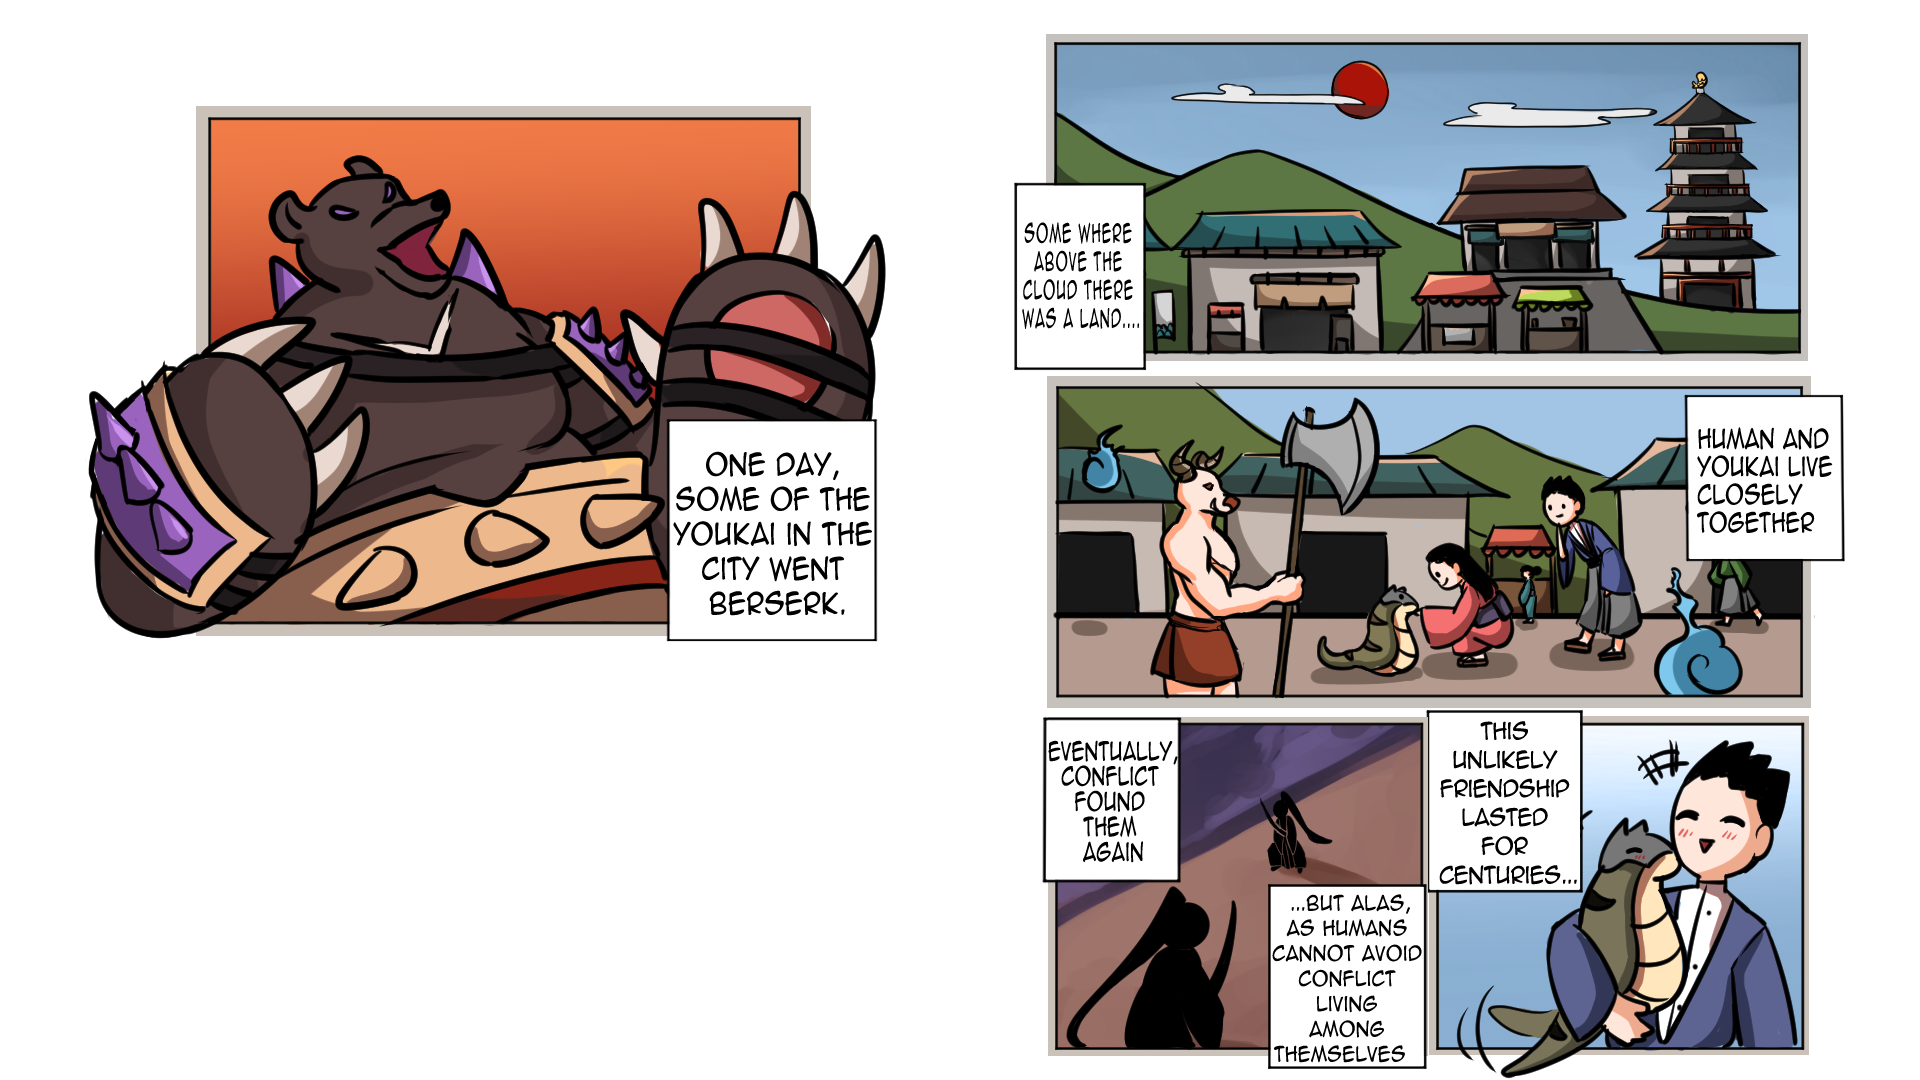 SOME WHERE
ABOVE THE
CLOUD THERE
WAS A LAND....
HUMAN AND
YOUKAI LIVE
CLOSELY
TOGETHER
THIS
UNLIKELY
FRIENDSHIP
LASTED
FOR
CENTURIES...
...BUT ALAS,
AS HUMANS
CANNOT AVOID
CONFLICT
LIVING
AMONG
THEMSELVES
EVENTUALLY,
CONFLICT
FOUND
THEM
AGAIN
ONE DAY,
SOME OF THE
YOUKAI IN THE
CITY WENT
BERSERK.